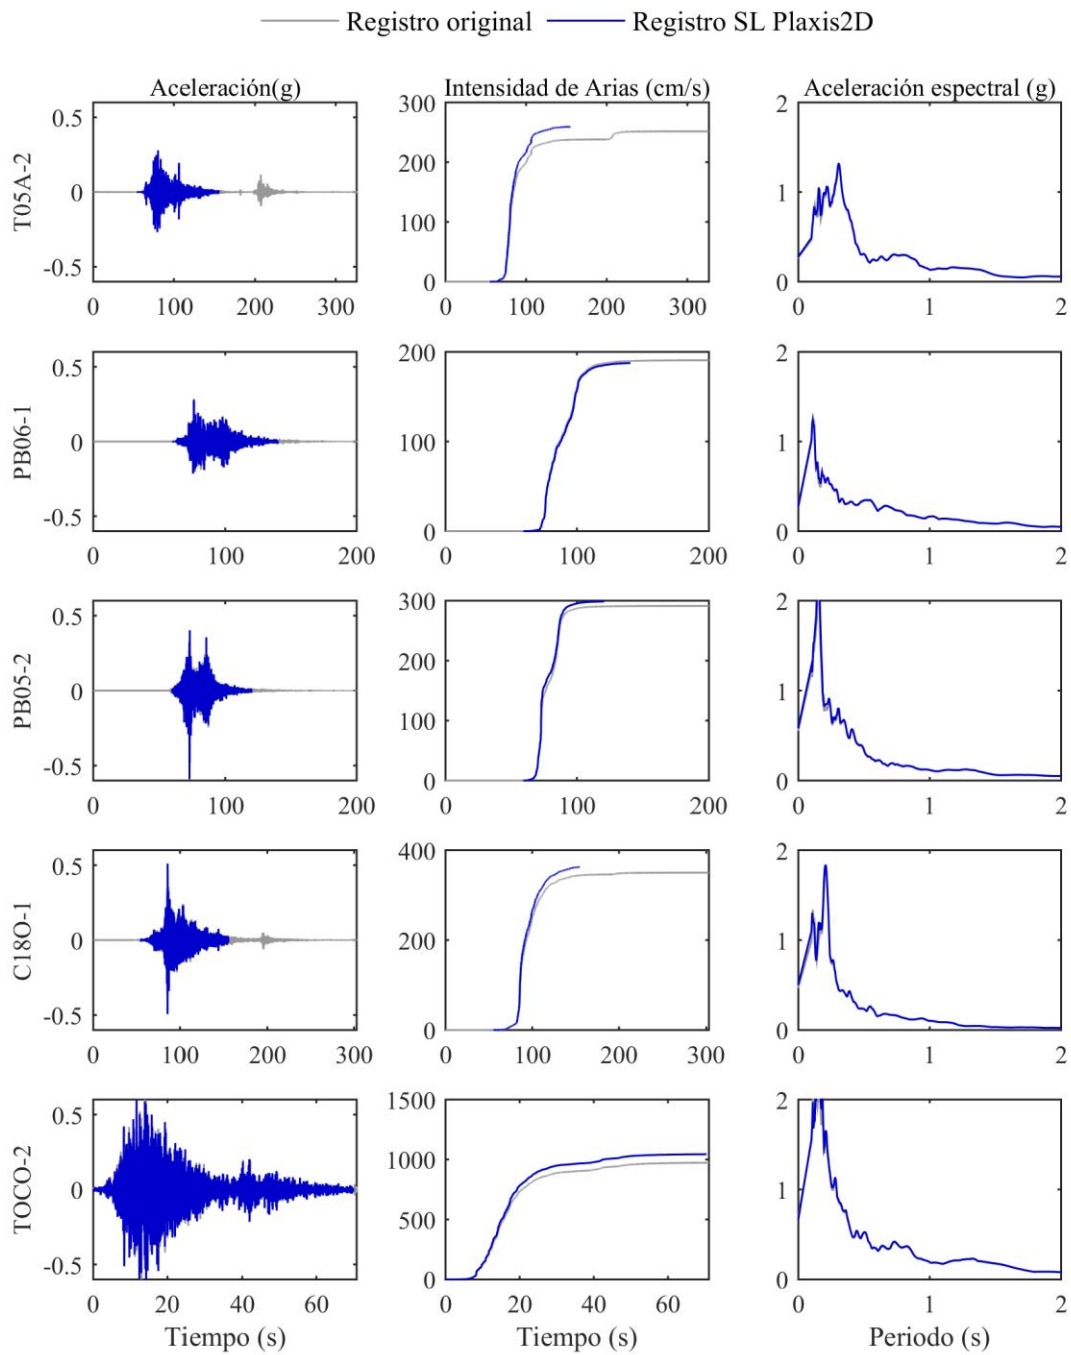 Registro original Registro SL Plaxis2D
Aceleración(g) Intensidad de Arias (cm/s) Aceleración espectral (g)
T05A-2
0.5 0 -0.5
0 100 200 300
300 200 100 0
0 100 200 300
2 1 0
0 1 2
PB06-1
0.5 0 -0.5
0 100 200
200 100 0
0 100 200
2 1 0
0 1 2
PB05-2
0.5 0 -0.5
0 100 200
300 200 100 0
0 100 200
2 1 0
0 1 2
C18O-1
0.5 0 -0.5
0 100 200 300
400 200 0
0 100 200 300
2 1 0
0 1 2
TOCO-2
0.5 0 -0.5
0 20 40 60
1500 1000 500 0
0 20 40 60
2 1 0
0 1 2
Tiempo (s) Tiempo (s) Periodo (s)